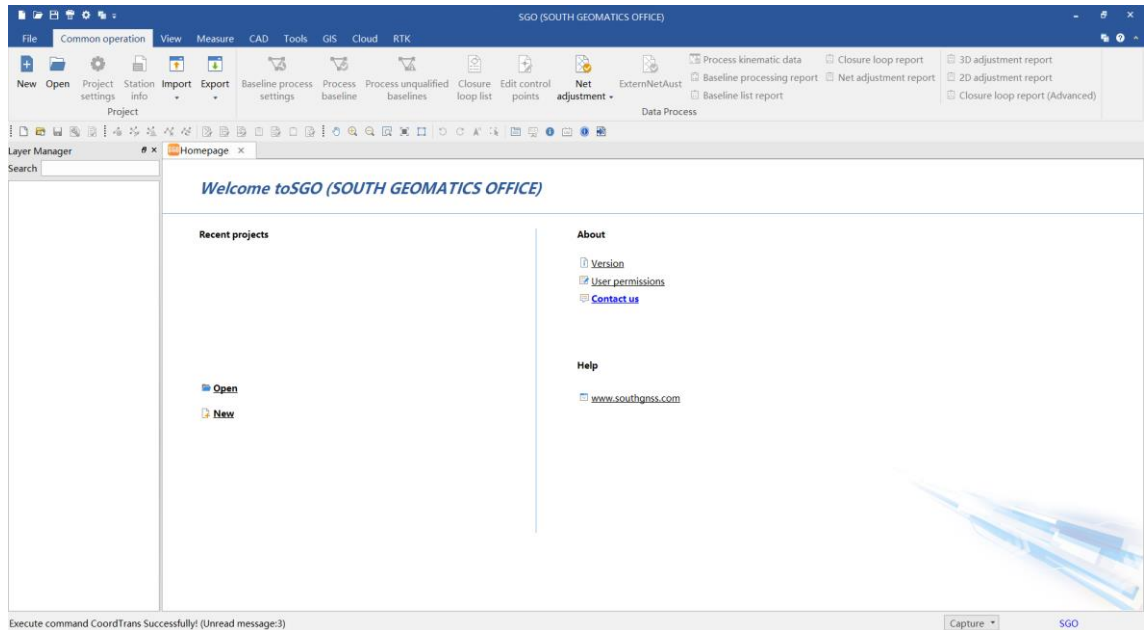 SGO (SOUTH GEOMATICS OFFICE)
File Common operation View Measure CAD Tools GIS Cloud RTK
New Open Project settings Station info Import Export Baseline process settings Process baseline Process unqualified baselines Closure loop list Edit control points Net adjustment ExternNetAust
Process kinematic data Closure loop report 3D adjustment report
Baseline processing report Net adjustment report 2D adjustment report
Baseline list report Closure loop report (Advanced)
Project Data Process
Layer Manager Homepage
Search
Welcome toSGO (SOUTH GEOMATICS OFFICE)
Recent projects
Open
New
About
Version
User permissions
Contact us
Help
www.southgnss.com
Execute command CoordTrans Successfully! (Unread message:3) Capture SGO